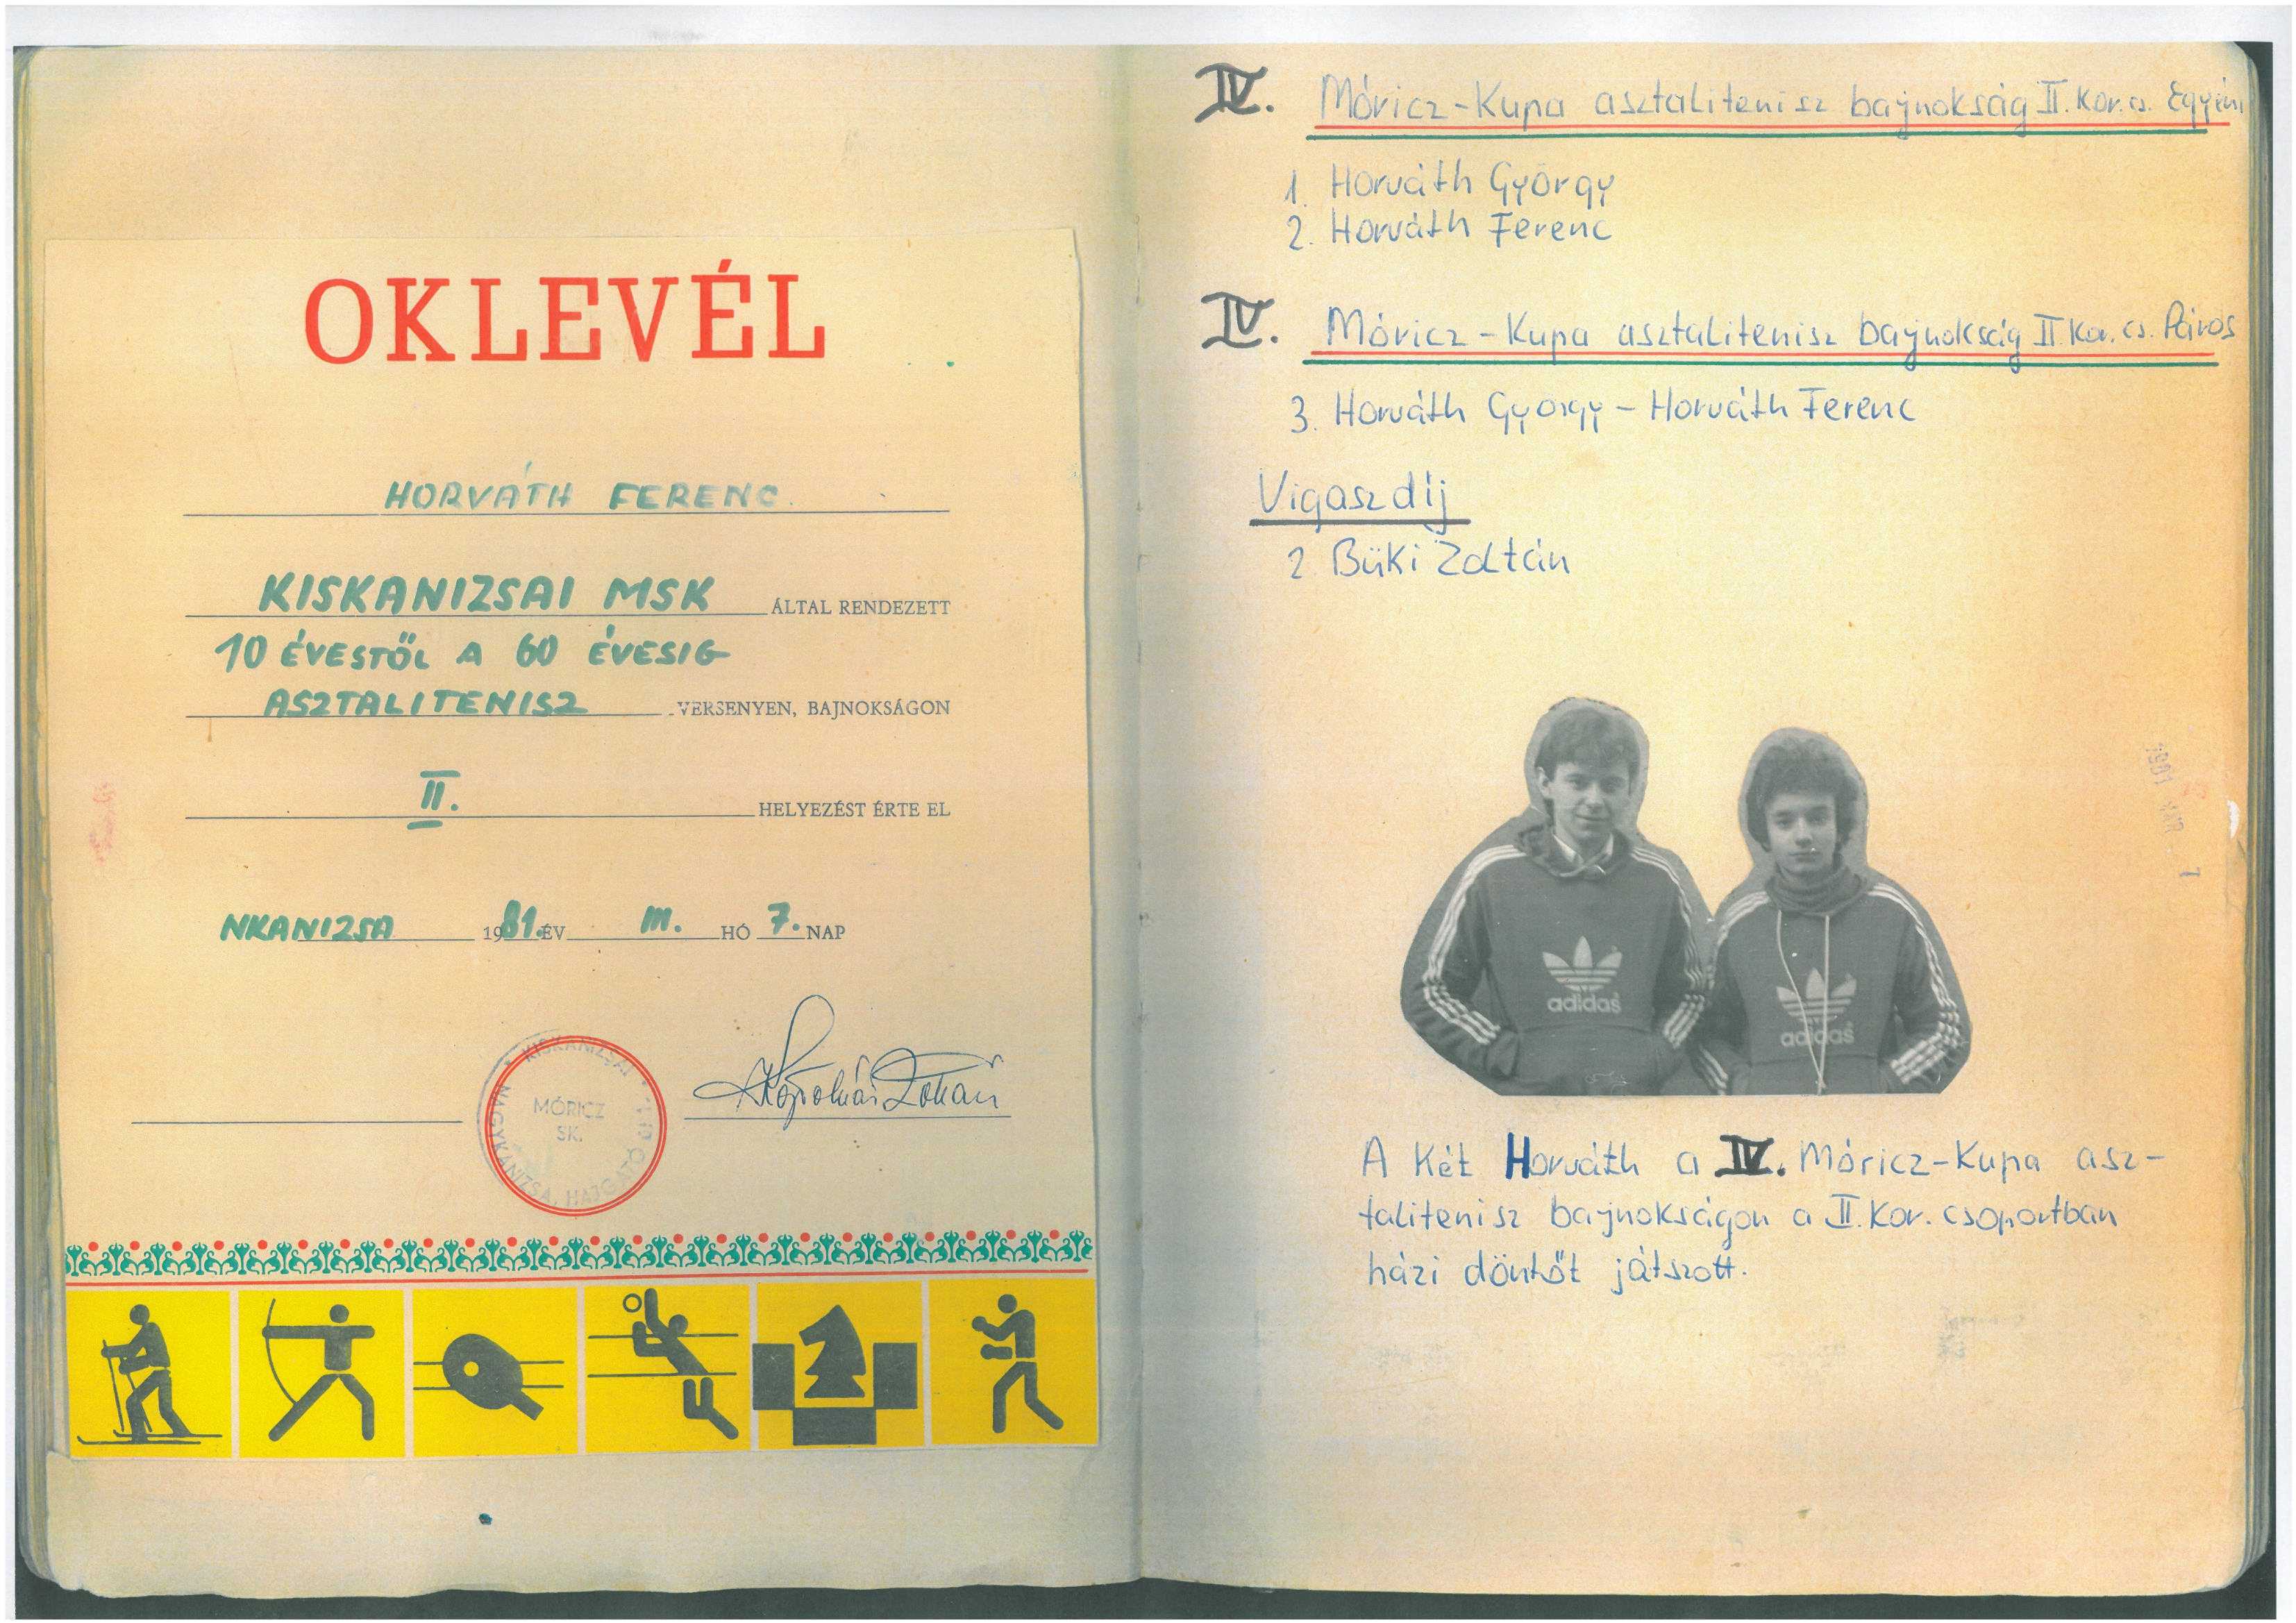 OKLEVÉL
HORVÁTH FERENC
KISKANIZSAI MSK ÁLTAL RENDEZETT
10 ÉVESTŐL A 60 ÉVESIG
ASZTALITENISZ VERSENYEN, BAJNOKSÁGON
II. HELYEZÉST ÉRTE EL
NKANIZSA 1981. ÉV III. HÓ 7. NAP
KISKANIZSAI
MÓRICZ
SK.
NAGYKANIZSA, HAJGATÓ
IV. Móricz-Kupa asztalitenisz bajnokság II. Kor.cs. Egyéni
1. Horváth György
2. Horváth Ferenc
IV. Móricz-Kupa asztalitenisz bajnokság II. Kor. cs. Páros
3. Horváth György - Horváth Ferenc
Vigaszdíj
2 Büki Zoltán
adidas
adidas
A Két Horváth a IV. Móricz-Kupa asz-
talitenisz bajnokságon a II. Kor. csoportban
házi döntőt játszott.